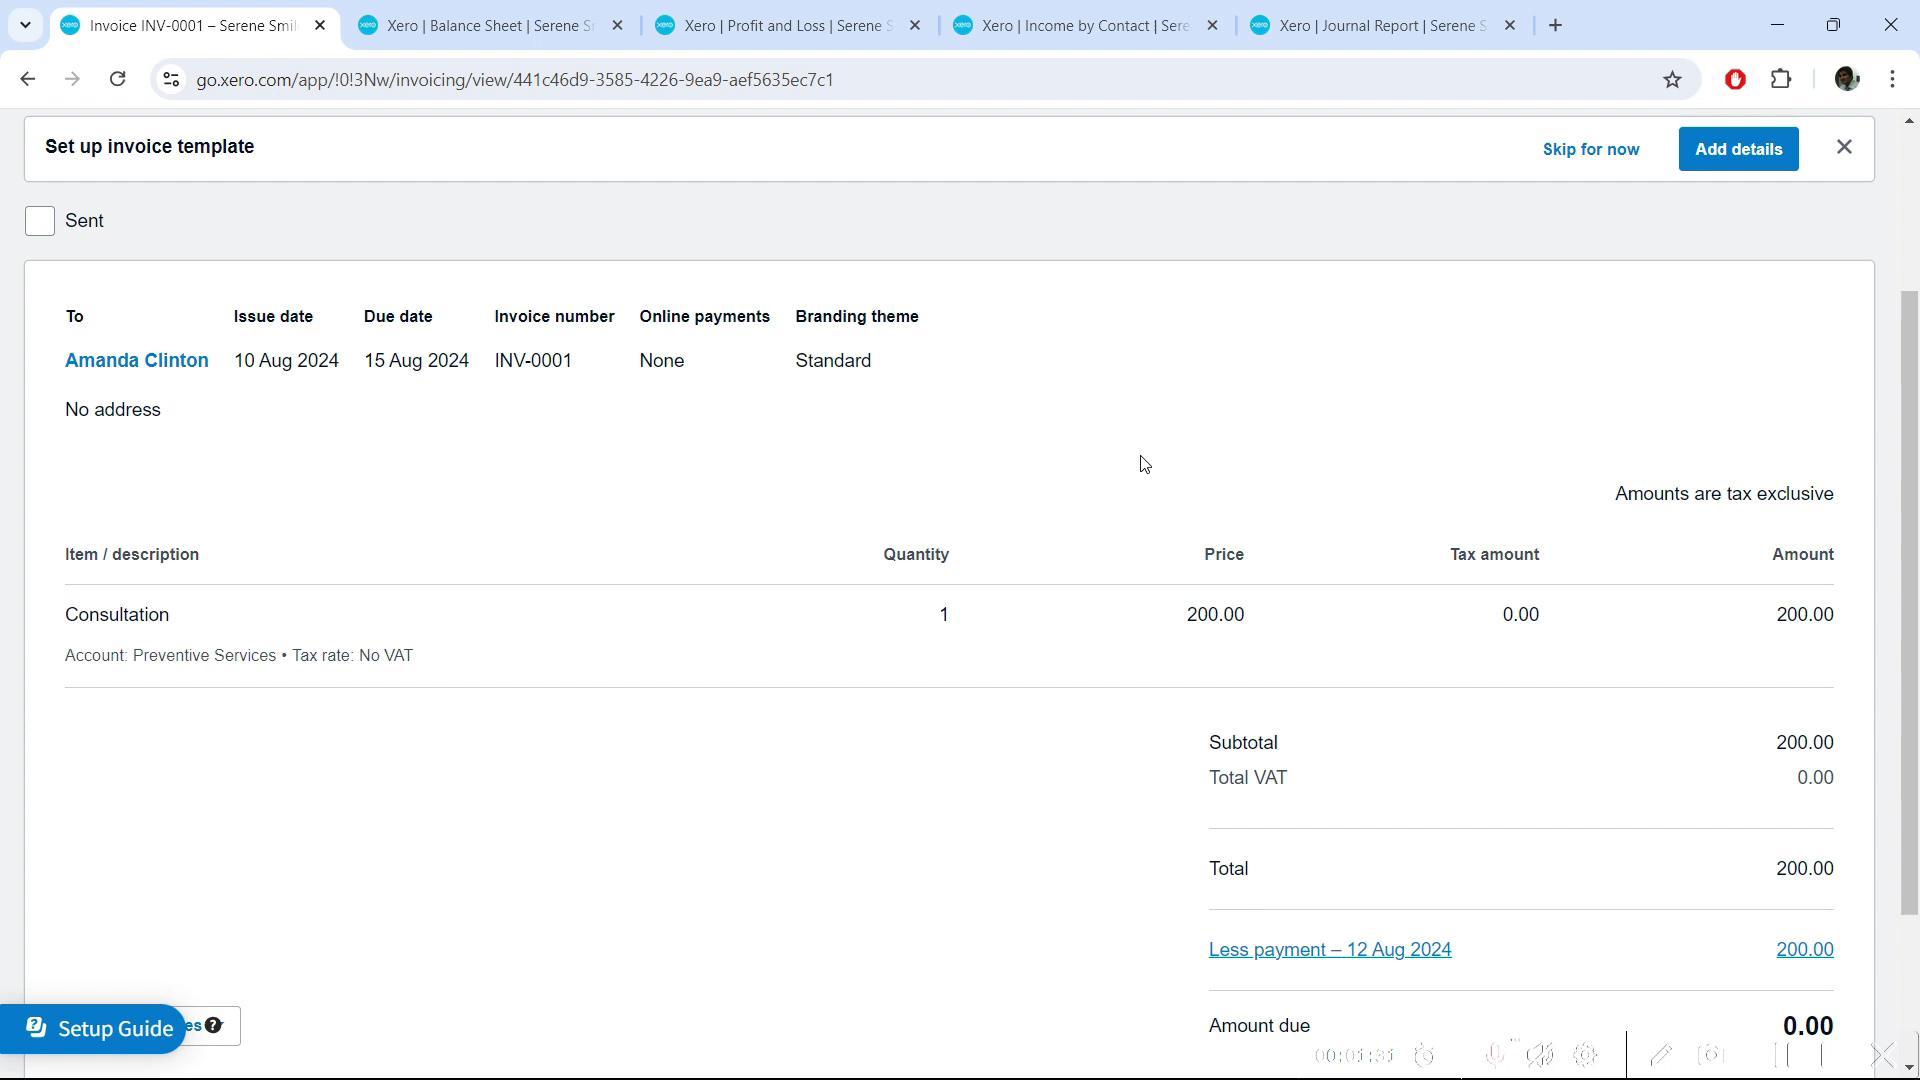 Invoice INV-0001 – Serene Smil
Xero | Balance Sheet | Serene S
Xero | Profit and Loss | Serene S
Xero | Income by Contact | Sere
Xero | Journal Report | Serene S
go.xero.com/app/!0!3Nw/invoicing/view/441c46d9-3585-4226-9ea9-aef5635ec7c1
Set up invoice template
Skip for now
Add details
Sent
To Issue date Due date Invoice number Online payments Branding theme
Amanda Clinton 10 Aug 2024 15 Aug 2024 INV-0001 None Standard
No address
Amounts are tax exclusive
Item / description Quantity Price Tax amount Amount
Consultation 1 200.00 0.00 200.00
Account: Preventive Services • Tax rate: No VAT
Subtotal 200.00
Total VAT 0.00
Total 200.00
Less payment – 12 Aug 2024 200.00
Setup Guide
es
Amount due 0.00
00:01:31